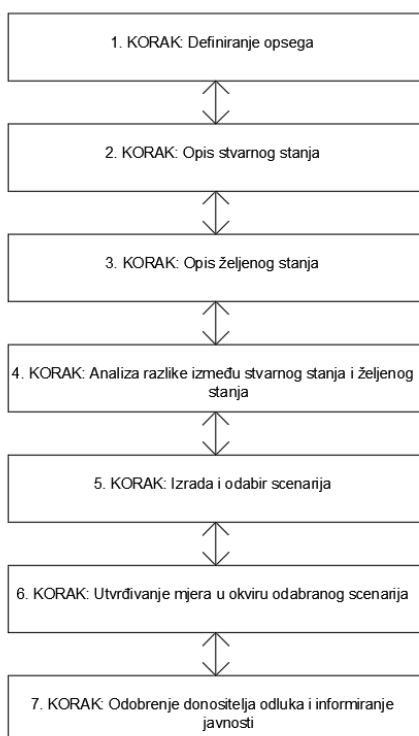 1. KORAK: Definiranje opsega
2. KORAK: Opis stvarnog stanja
3. KORAK: Opis željenog stanja
4. KORAK: Analiza razlike između stvarnog stanja i željenog
stanja
5. KORAK: Izrada i odabir scenarija
6. KORAK: Utvrđivanje mjera u okviru odabranog scenarija
7. KORAK: Odobrenje donositelja odluka i informiranje
javnosti